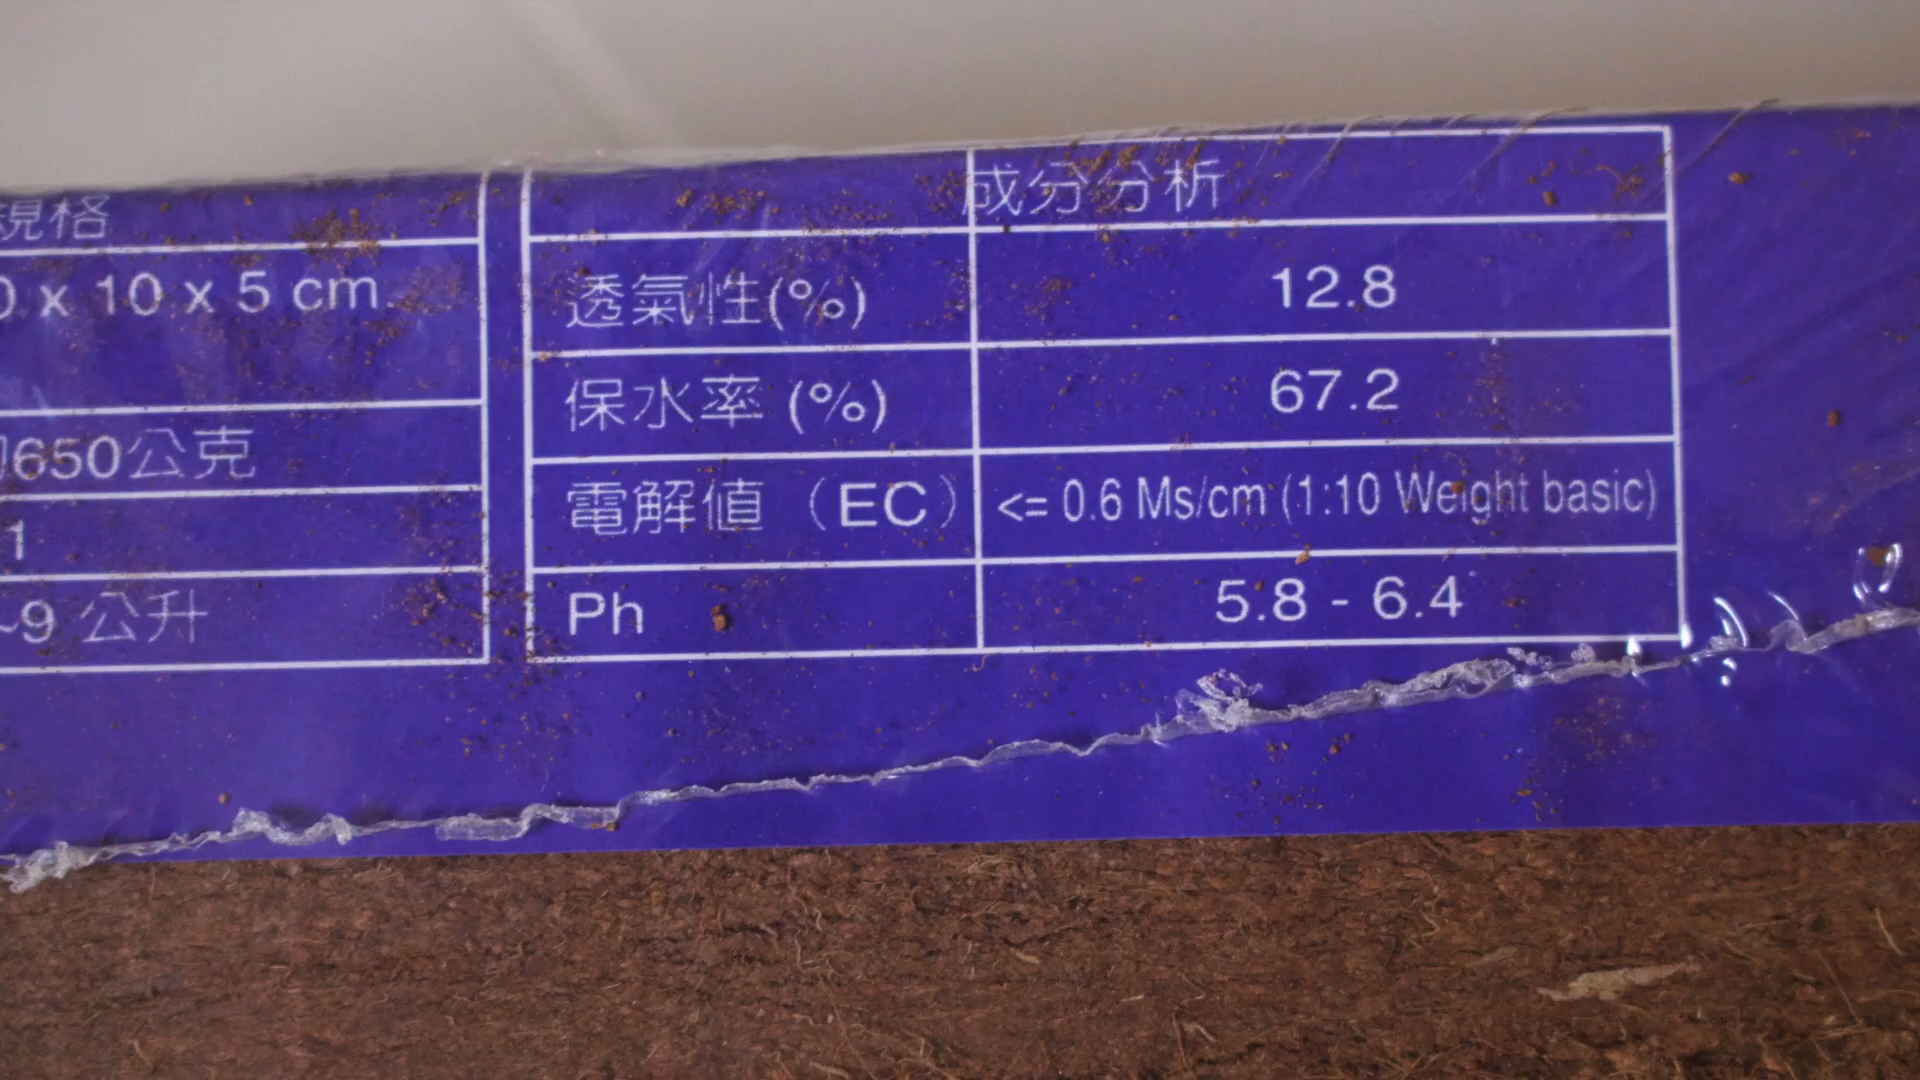 規格
0 x 10 x 5 cm
650公克
1
~9 公升
成分分析
透氣性(%) 12.8
保水率 (%) 67.2
電解値（EC） <= 0.6 Ms/cm (1:10 Weight basic)
Ph 5.8 - 6.4